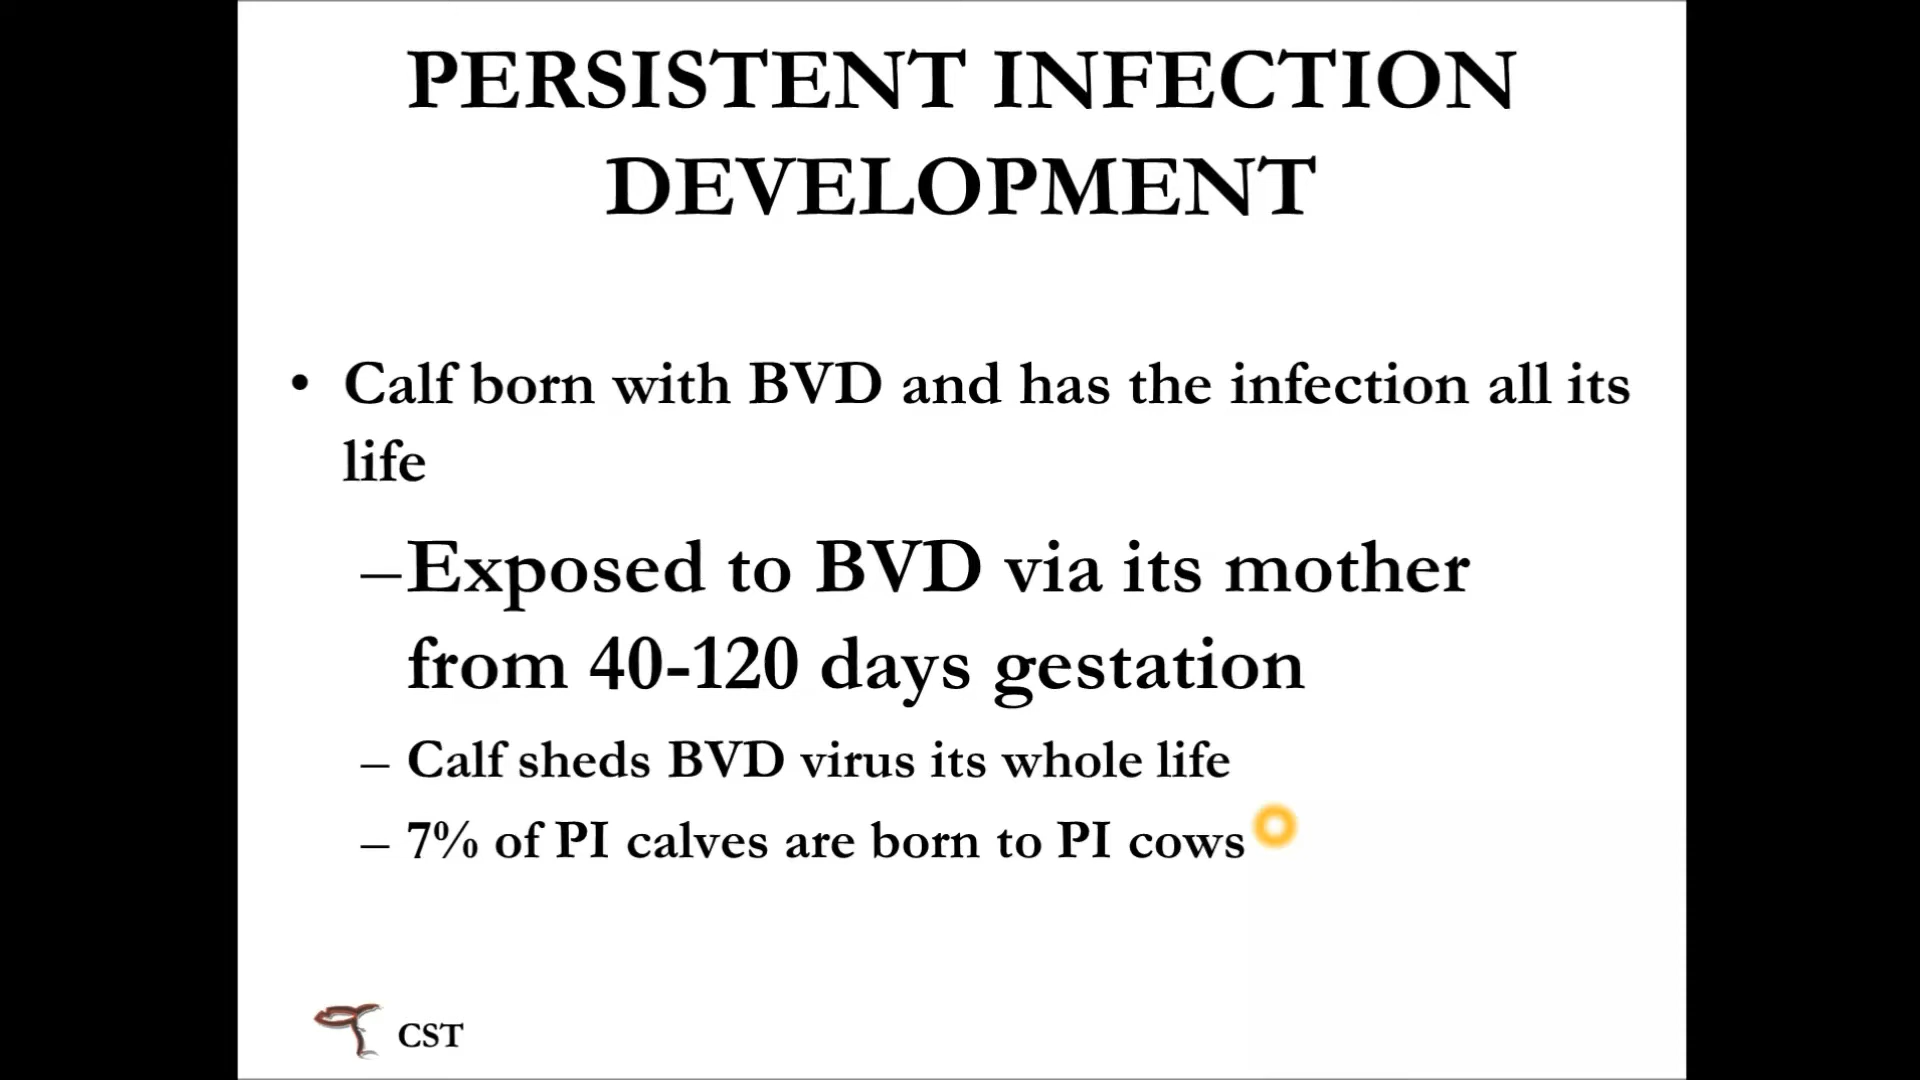 PERSISTENT INFECTION
DEVELOPMENT
• Calf born with BVD and has the infection all its
life
–Exposed to BVD via its mother
from 40-120 days gestation
– Calf sheds BVD virus its whole life
– 7% of PI calves are born to PI cows
CST